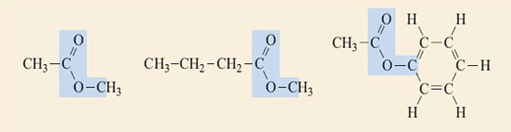 O
CH₃–C
O–CH₃
O
CH₃–CH₂–CH₂–C
O–CH₃
O H H
CH₃–C C–C
O–C C–H
C=C
H H